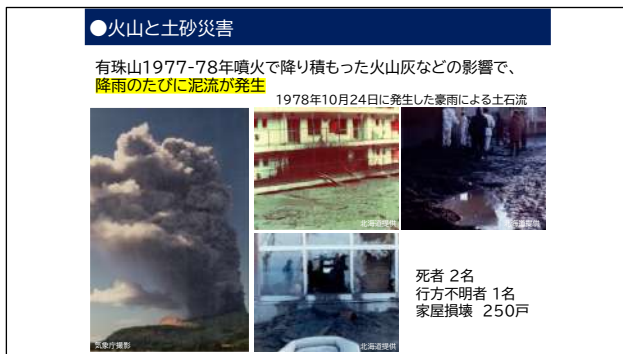 ●火山と土砂災害
有珠山1977-78年噴火で降り積もった火山灰などの影響で、
降雨のたびに泥流が発生
1978年10月24日に発生した豪雨による土石流
北海道提供
北海道提供
気象庁撮影
北海道提供
死者 2名
行方不明者 1名
家屋損壊 250戸